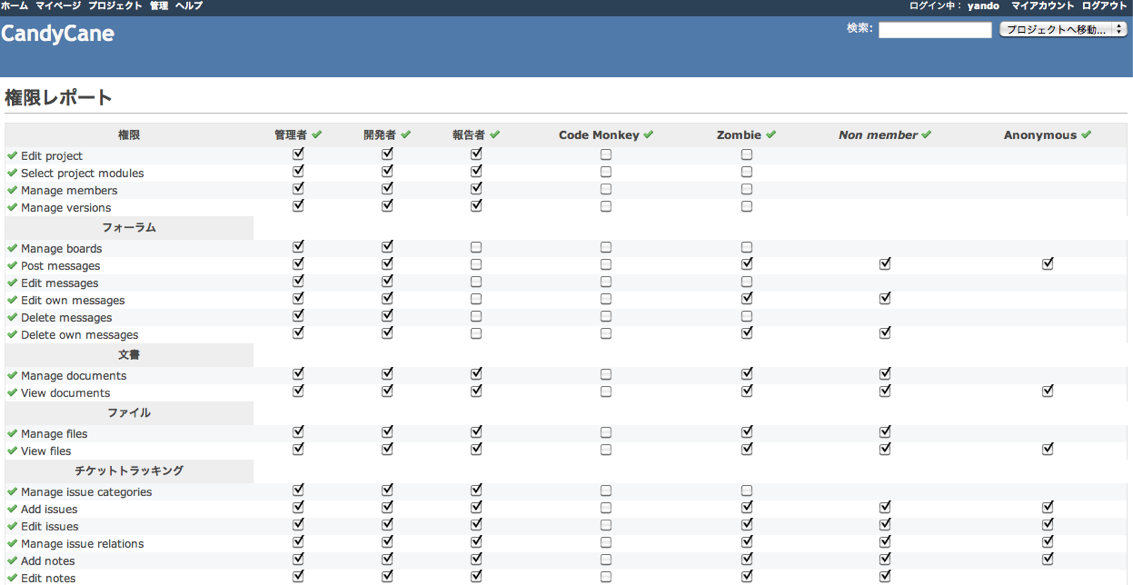 ホーム マイページ プロジェクト 管理 ヘルプ ログイン中: yando マイアカウント ログアウト
CandyCane 検索: プロジェクトへ移動...
権限レポート
権限 管理者 開発者 報告者 Code Monkey Zombie Non member Anonymous
Edit project
Select project modules
Manage members
Manage versions
フォーラム
Manage boards
Post messages
Edit messages
Edit own messages
Delete messages
Delete own messages
文書
Manage documents
View documents
ファイル
Manage files
View files
チケットトラッキング
Manage issue categories
Add issues
Edit issues
Manage issue relations
Add notes
Edit notes